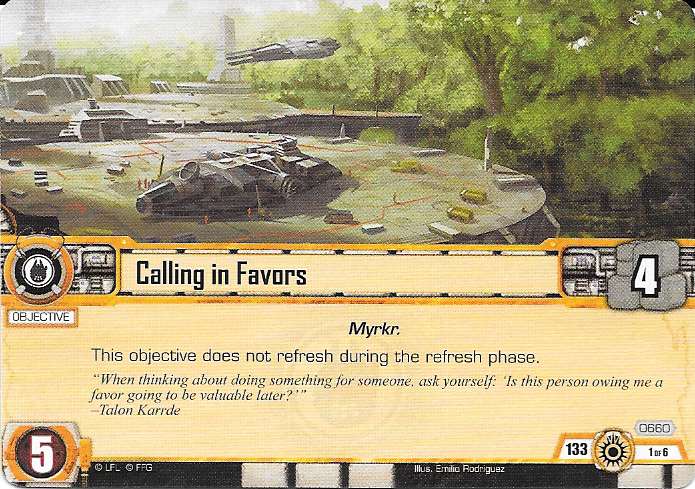 Calling in Favors
4
OBJECTIVE
Myrkr.
This objective does not refresh during the refresh phase.
“When thinking about doing something for someone, ask yourself: ‘Is this person owing me a
favor going to be valuable later?’”
–Talon Karrde
5
0660
133
1 OF 6
© LFL © FFG
Illus. Emilio Rodriguez